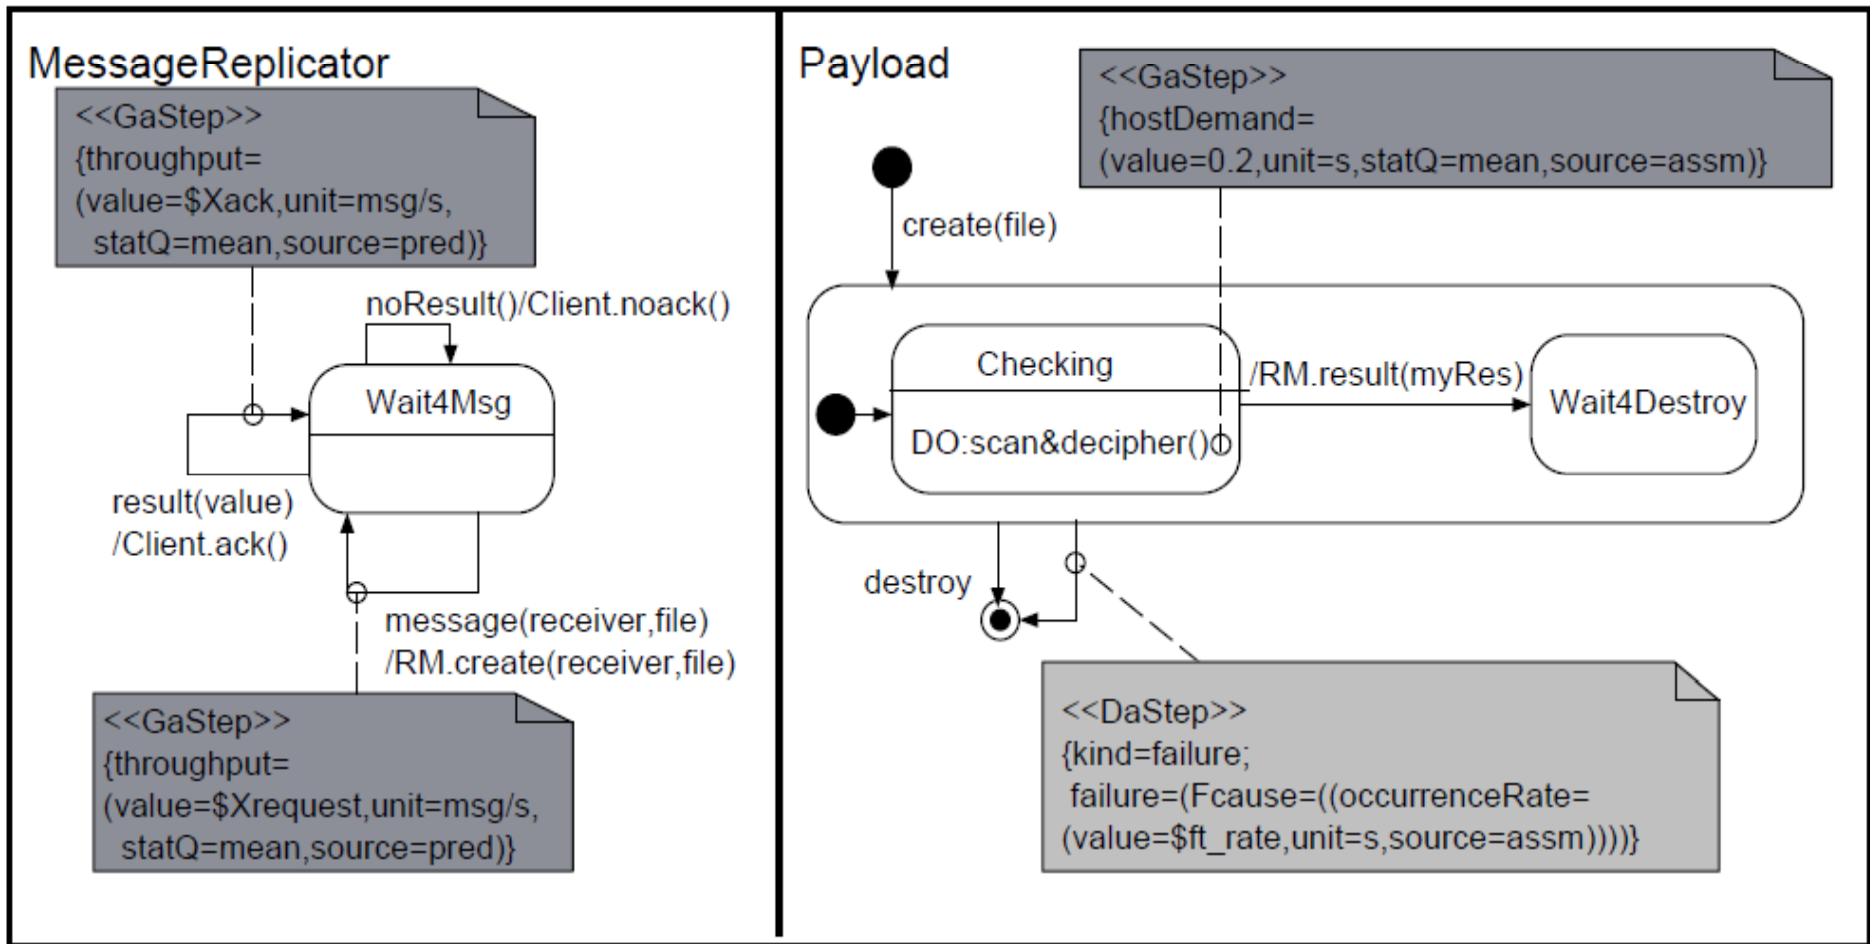 MessageReplicator
<<GaStep>>
{throughput=
(value=$Xack,unit=msg/s,
statQ=mean,source=pred)}
noResult()/Client.noack()
Wait4Msg
result(value)
/Client.ack()
message(receiver,file)
/RM.create(receiver,file)
<<GaStep>>
{throughput=
(value=$Xrequest,unit=msg/s,
statQ=mean,source=pred)}
Payload
<<GaStep>>
{hostDemand=
(value=0.2,unit=s,statQ=mean,source=assm)}
create(file)
Checking
DO:scan&decipher()
/RM.result(myRes)
Wait4Destroy
destroy
<<DaStep>>
{kind=failure;
failure=(Fcause=((occurrenceRate=
(value=$ft_rate,unit=s,source=assm))))}